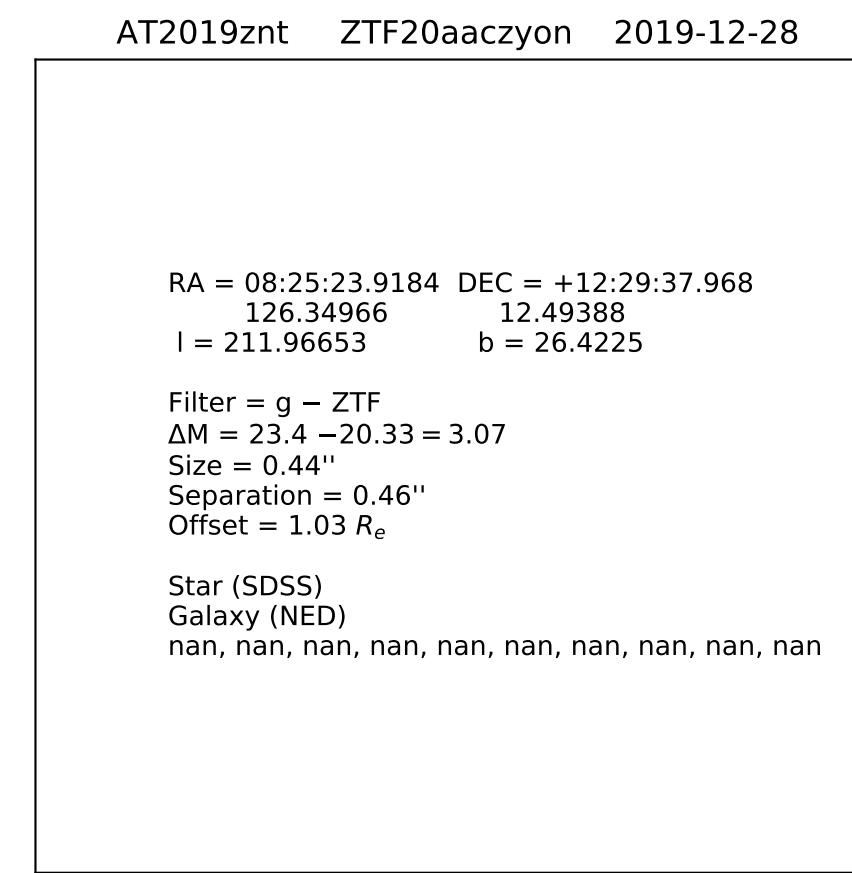 AT2019znt ZTF20aaczyon 2019-12-28
RA = 08:25:23.9184 DEC = +12:29:37.968
126.34966 12.49388
l = 211.96653 b = 26.4225
Filter = g − ZTF
ΔM = 23.4 −20.33 = 3.07
Size = 0.44''
Separation = 0.46''
Offset = 1.03 Rₑ
Star (SDSS)
Galaxy (NED)
nan, nan, nan, nan, nan, nan, nan, nan, nan, nan